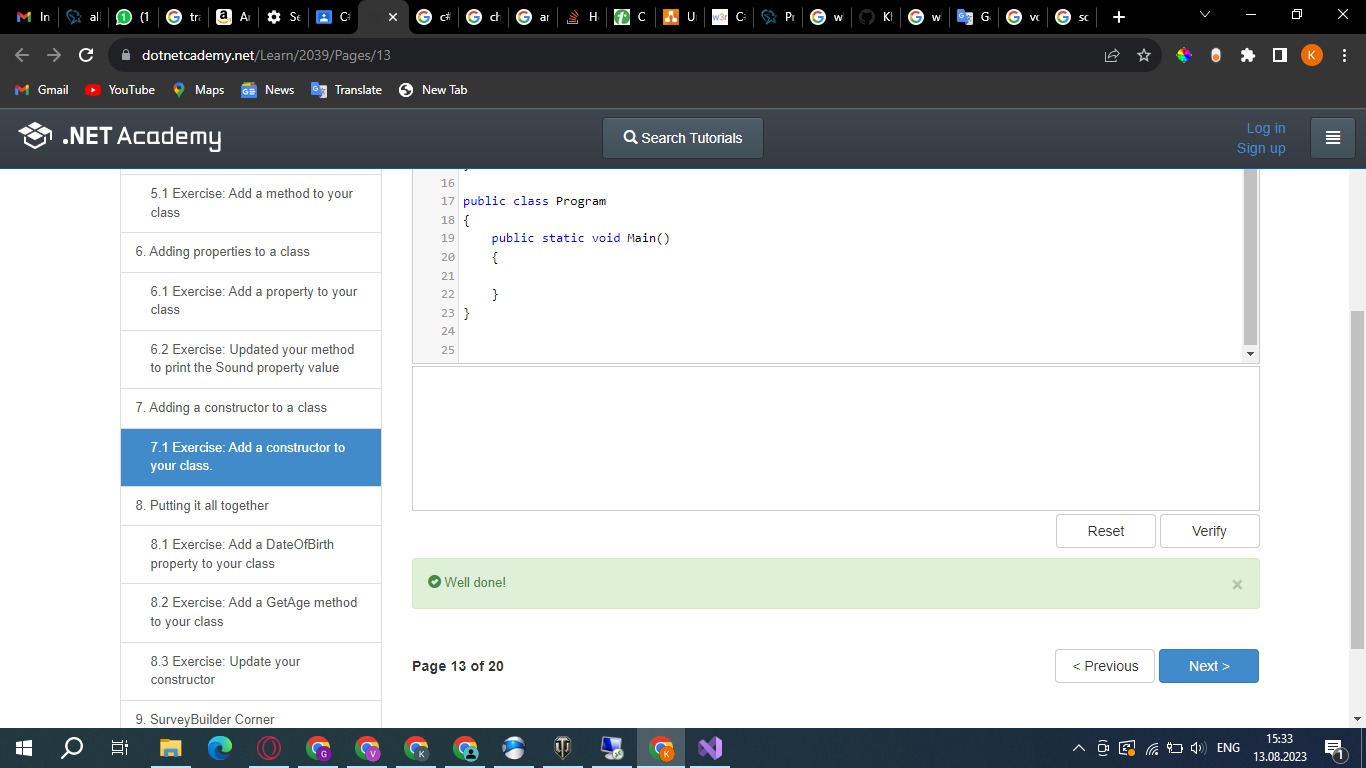 In
all
(1
tra
Ar
Se
C
c#
ch
ar
H
C
MU
C
Pr
w
Kl
w
G
vo
sc
dotnetcademy.net/Learn/2039/Pages/13
K
Gmail
YouTube
Maps
News
Translate
New Tab
.NET Academy
Search Tutorials
Log in
Sign up
5.1 Exercise: Add a method to your
class
6. Adding properties to a class
6.1 Exercise: Add a property to your
class
6.2 Exercise: Updated your method
to print the Sound property value
7. Adding a constructor to a class
7.1 Exercise: Add a constructor to
your class.
8. Putting it all together
8.1 Exercise: Add a DateOfBirth
property to your class
8.2 Exercise: Add a GetAge method
to your class
8.3 Exercise: Update your
constructor
9. SurveyBuilder Corner
16
17 public class Program
18 {
19 public static void Main()
20 {
21
22 }
23 }
24
25
Reset
Verify
Well done!
×
Page 13 of 20
< Previous
Next >
ENG
15:33
13.08.2023
1